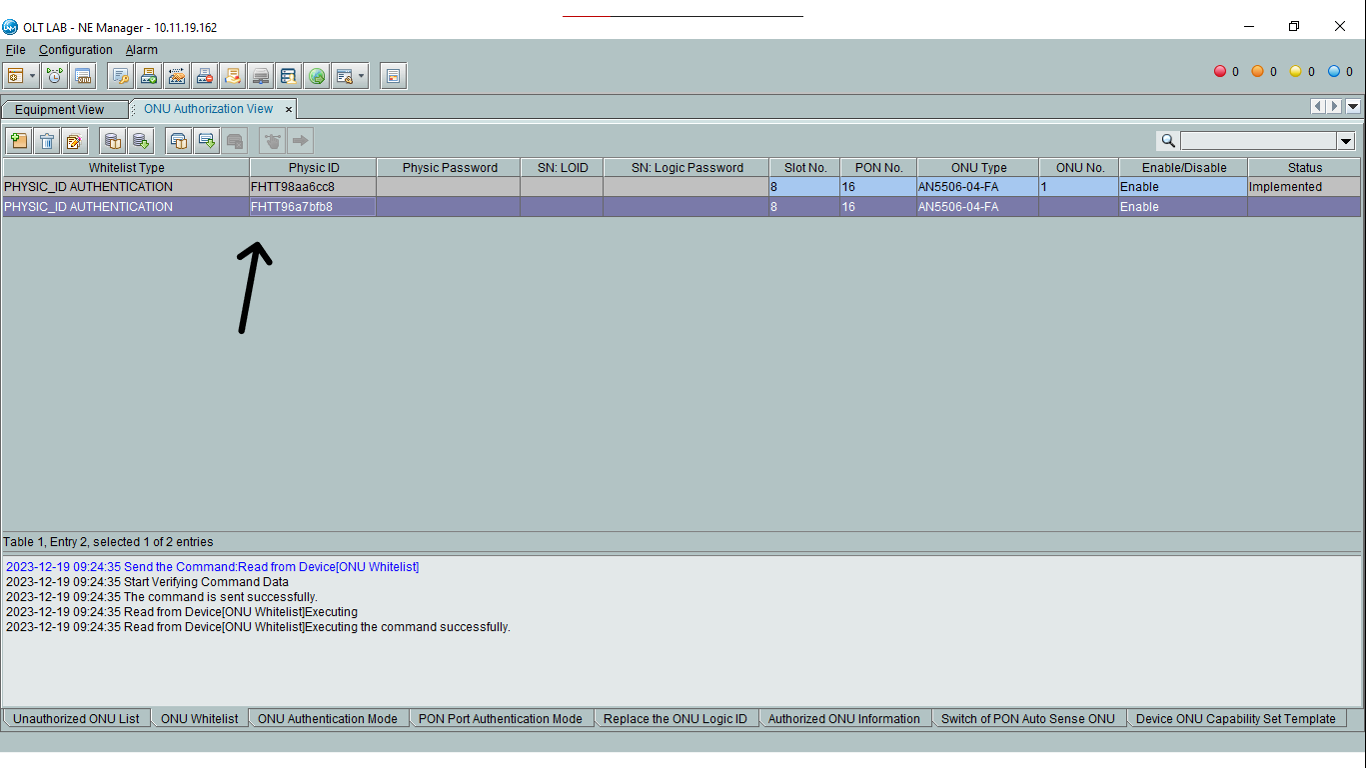 OLT LAB - NE Manager - 10.11.19.162
File Configuration Alarm
0 0 0 0
Equipment View ONU Authorization View
Whitelist Type Physic ID Physic Password SN: LOID SN: Logic Password Slot No. PON No. ONU Type ONU No. Enable/Disable Status
PHYSIC_ID AUTHENTICATION FHTT98aa6cc8 8 16 AN5506-04-FA 1 Enable Implemented
PHYSIC_ID AUTHENTICATION FHTT96a7bfb8 8 16 AN5506-04-FA Enable
Table 1, Entry 2, selected 1 of 2 entries
2023-12-19 09:24:35 Send the Command:Read from Device[ONU Whitelist]
2023-12-19 09:24:35 Start Verifying Command Data
2023-12-19 09:24:35 The command is sent successfully.
2023-12-19 09:24:35 Read from Device[ONU Whitelist]Executing
2023-12-19 09:24:35 Read from Device[ONU Whitelist]Executing the command successfully.
Unauthorized ONU List ONU Whitelist ONU Authentication Mode PON Port Authentication Mode Replace the ONU Logic ID Authorized ONU Information Switch of PON Auto Sense ONU Device ONU Capability Set Template